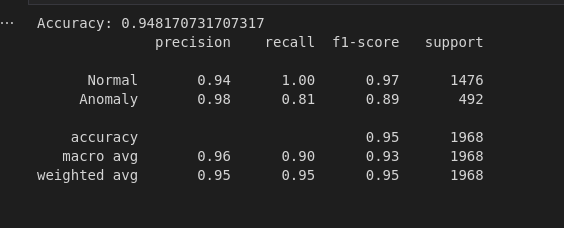 Accuracy: 0.948170731707317
precision recall f1-score support
Normal 0.94 1.00 0.97 1476
Anomaly 0.98 0.81 0.89 492
accuracy 0.95 1968
macro avg 0.96 0.90 0.93 1968
weighted avg 0.95 0.95 0.95 1968